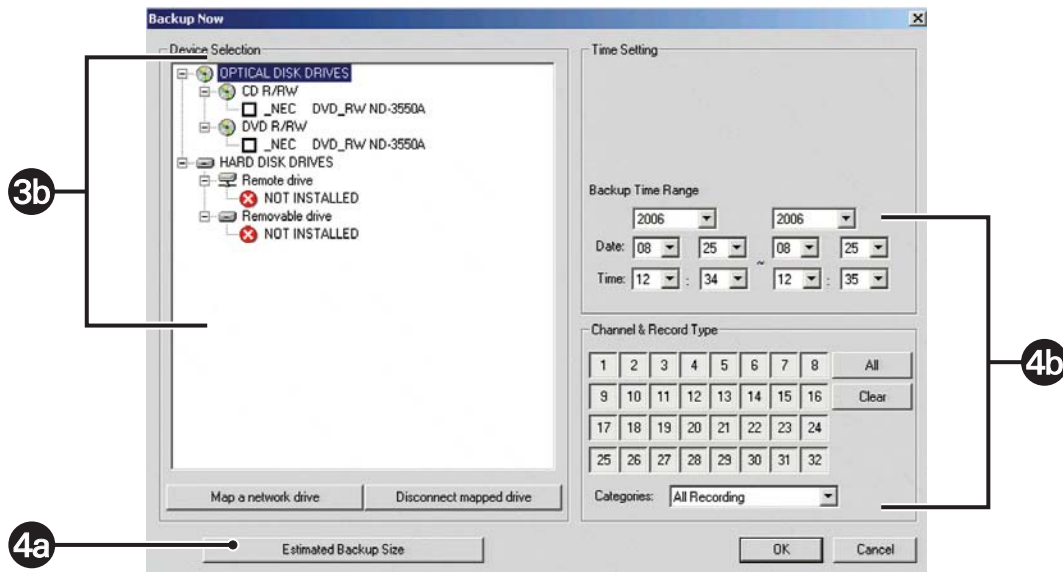 Backup Now
Device Selection
OPTICAL DISK DRIVES
CD R/RW
_NEC DVD_RW ND-3550A
DVD R/RW
_NEC DVD_RW ND-3550A
HARD DISK DRIVES
Remote drive
NOT INSTALLED
Removable drive
NOT INSTALLED
Map a network drive Disconnect mapped drive
3b
Time Setting
Backup Time Range
2006 2006
Date: 08 25 ~ 08 25
Time: 12 : 34 12 : 35
Channel & Record Type
1 2 3 4 5 6 7 8 All
9 10 11 12 13 14 15 16 Clear
17 18 19 20 21 22 23 24
25 26 27 28 29 30 31 32
Categories: All Recording
4b
4a
Estimated Backup Size OK Cancel